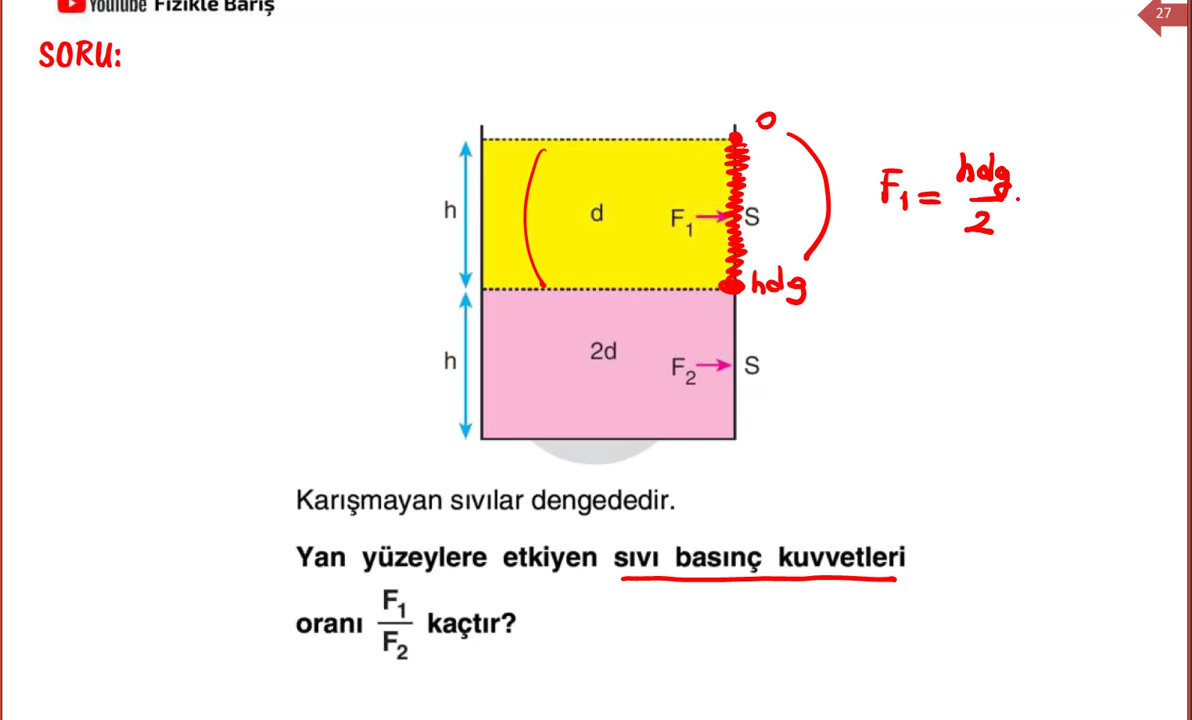 YouTube Fizikle Barış
27
SORU:
0
h
d
F₁
S
F₁ = hdg/2
hdg
h
2d
F₂
S
Karışmayan sıvılar dengededir.
Yan yüzeylere etkiyen sıvı basınç kuvvetleri
oranı F₁/F₂ kaçtır?